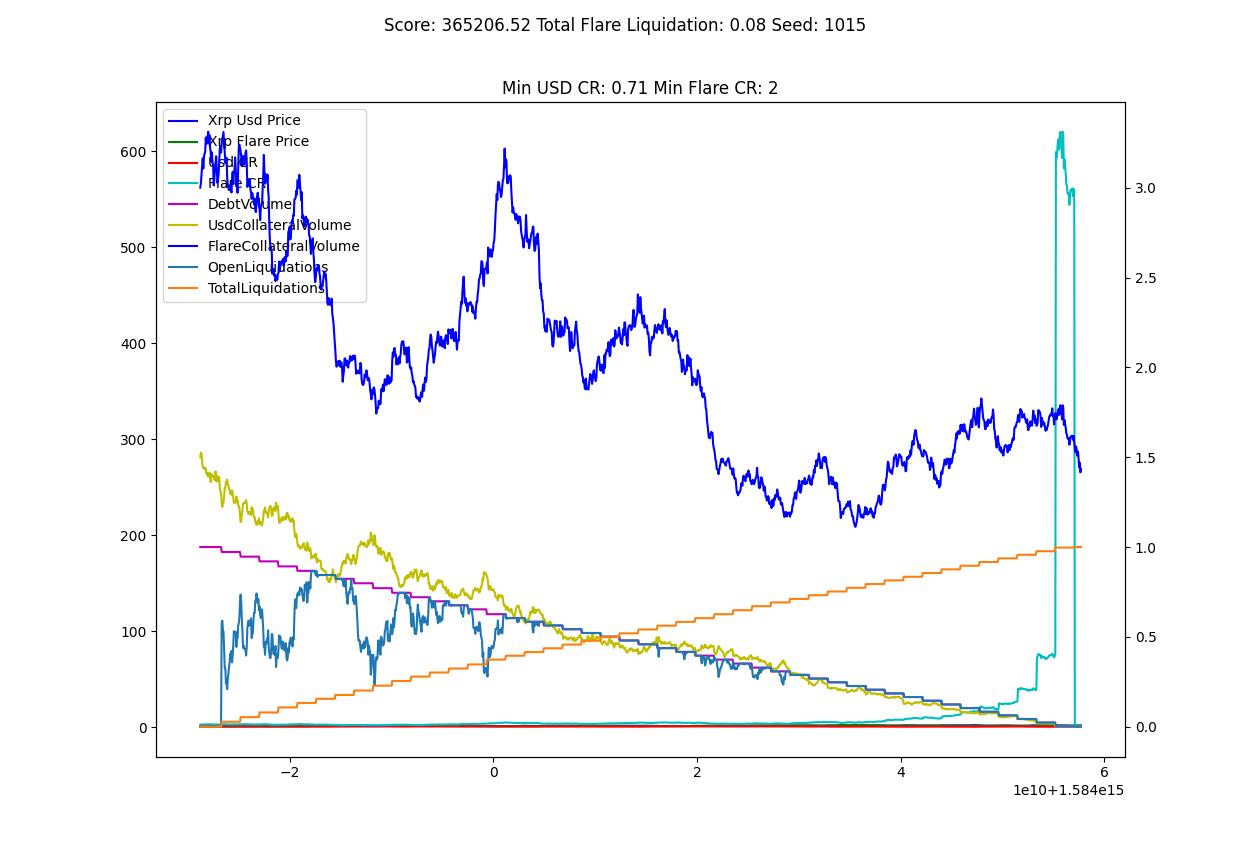 Score: 365206.52 Total Flare Liquidation: 0.08 Seed: 1015
Min USD CR: 0.71 Min Flare CR: 2
Xrp Usd Price
Xrp Flare Price
Usd CR
Flare CR
DebtVolume
UsdCollateralVolume
FlareCollateralVolume
OpenLiquidations
TotalLiquidations
600
500
400
300
200
100
0
3.0
2.5
2.0
1.5
1.0
0.5
0.0
−2
0
2
4
6
1e10+1.584e15